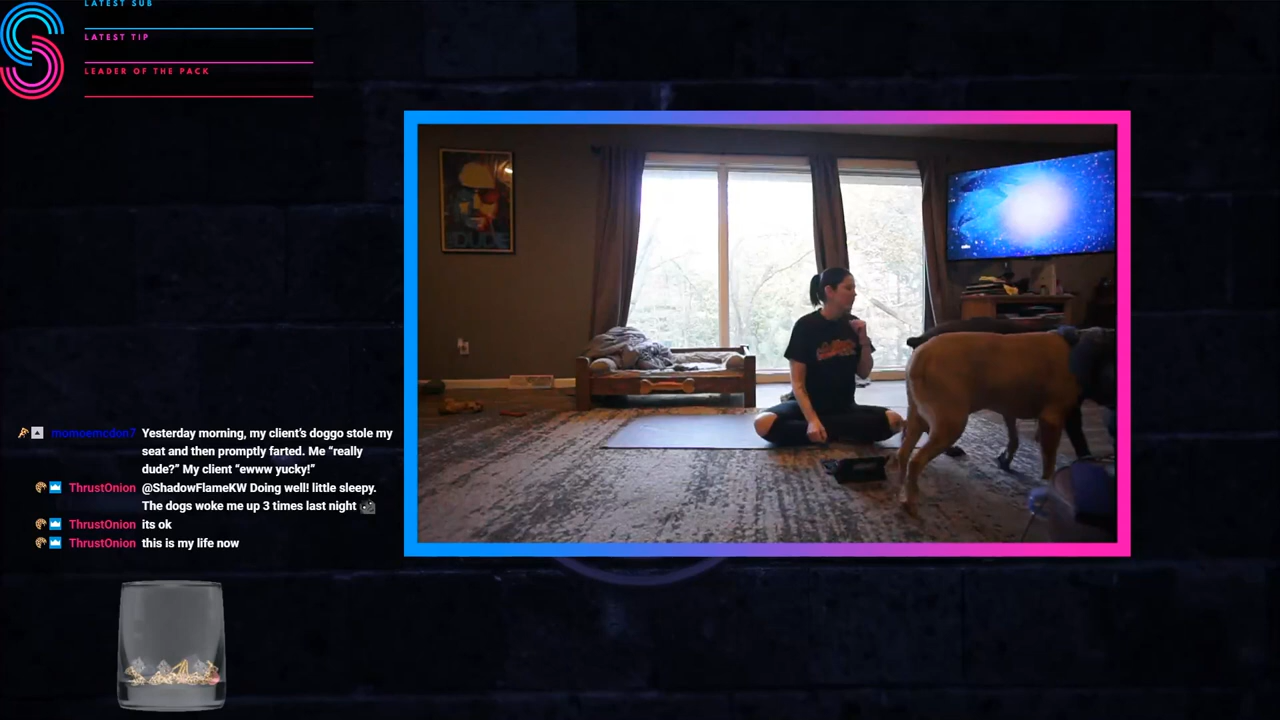 LATEST SUB
LATEST TIP
LEADER OF THE PACK
DUDE
momoemcdon7 Yesterday morning, my client's doggo stole my
seat and then promptly farted. Me “really
dude?” My client “ewww yucky!”
ThrustOnion @ShadowFlameKW Doing well! little sleepy.
The dogs woke me up 3 times last night
ThrustOnion its ok
ThrustOnion this is my life now